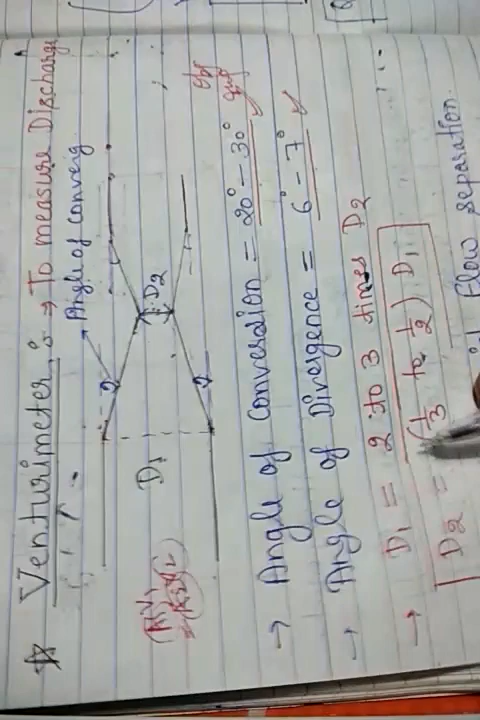 ☆ Venturimeter :- → To measure Discharge
Angle of Converg
D₁
D₂
→ Angle of Conversion = 20° - 30°
→ Angle of Divergence = 6° - 7°
→ D₁ = 2 to 3 times D₂
D₂ = (1/3 to 1/2) D₁
flow separation.